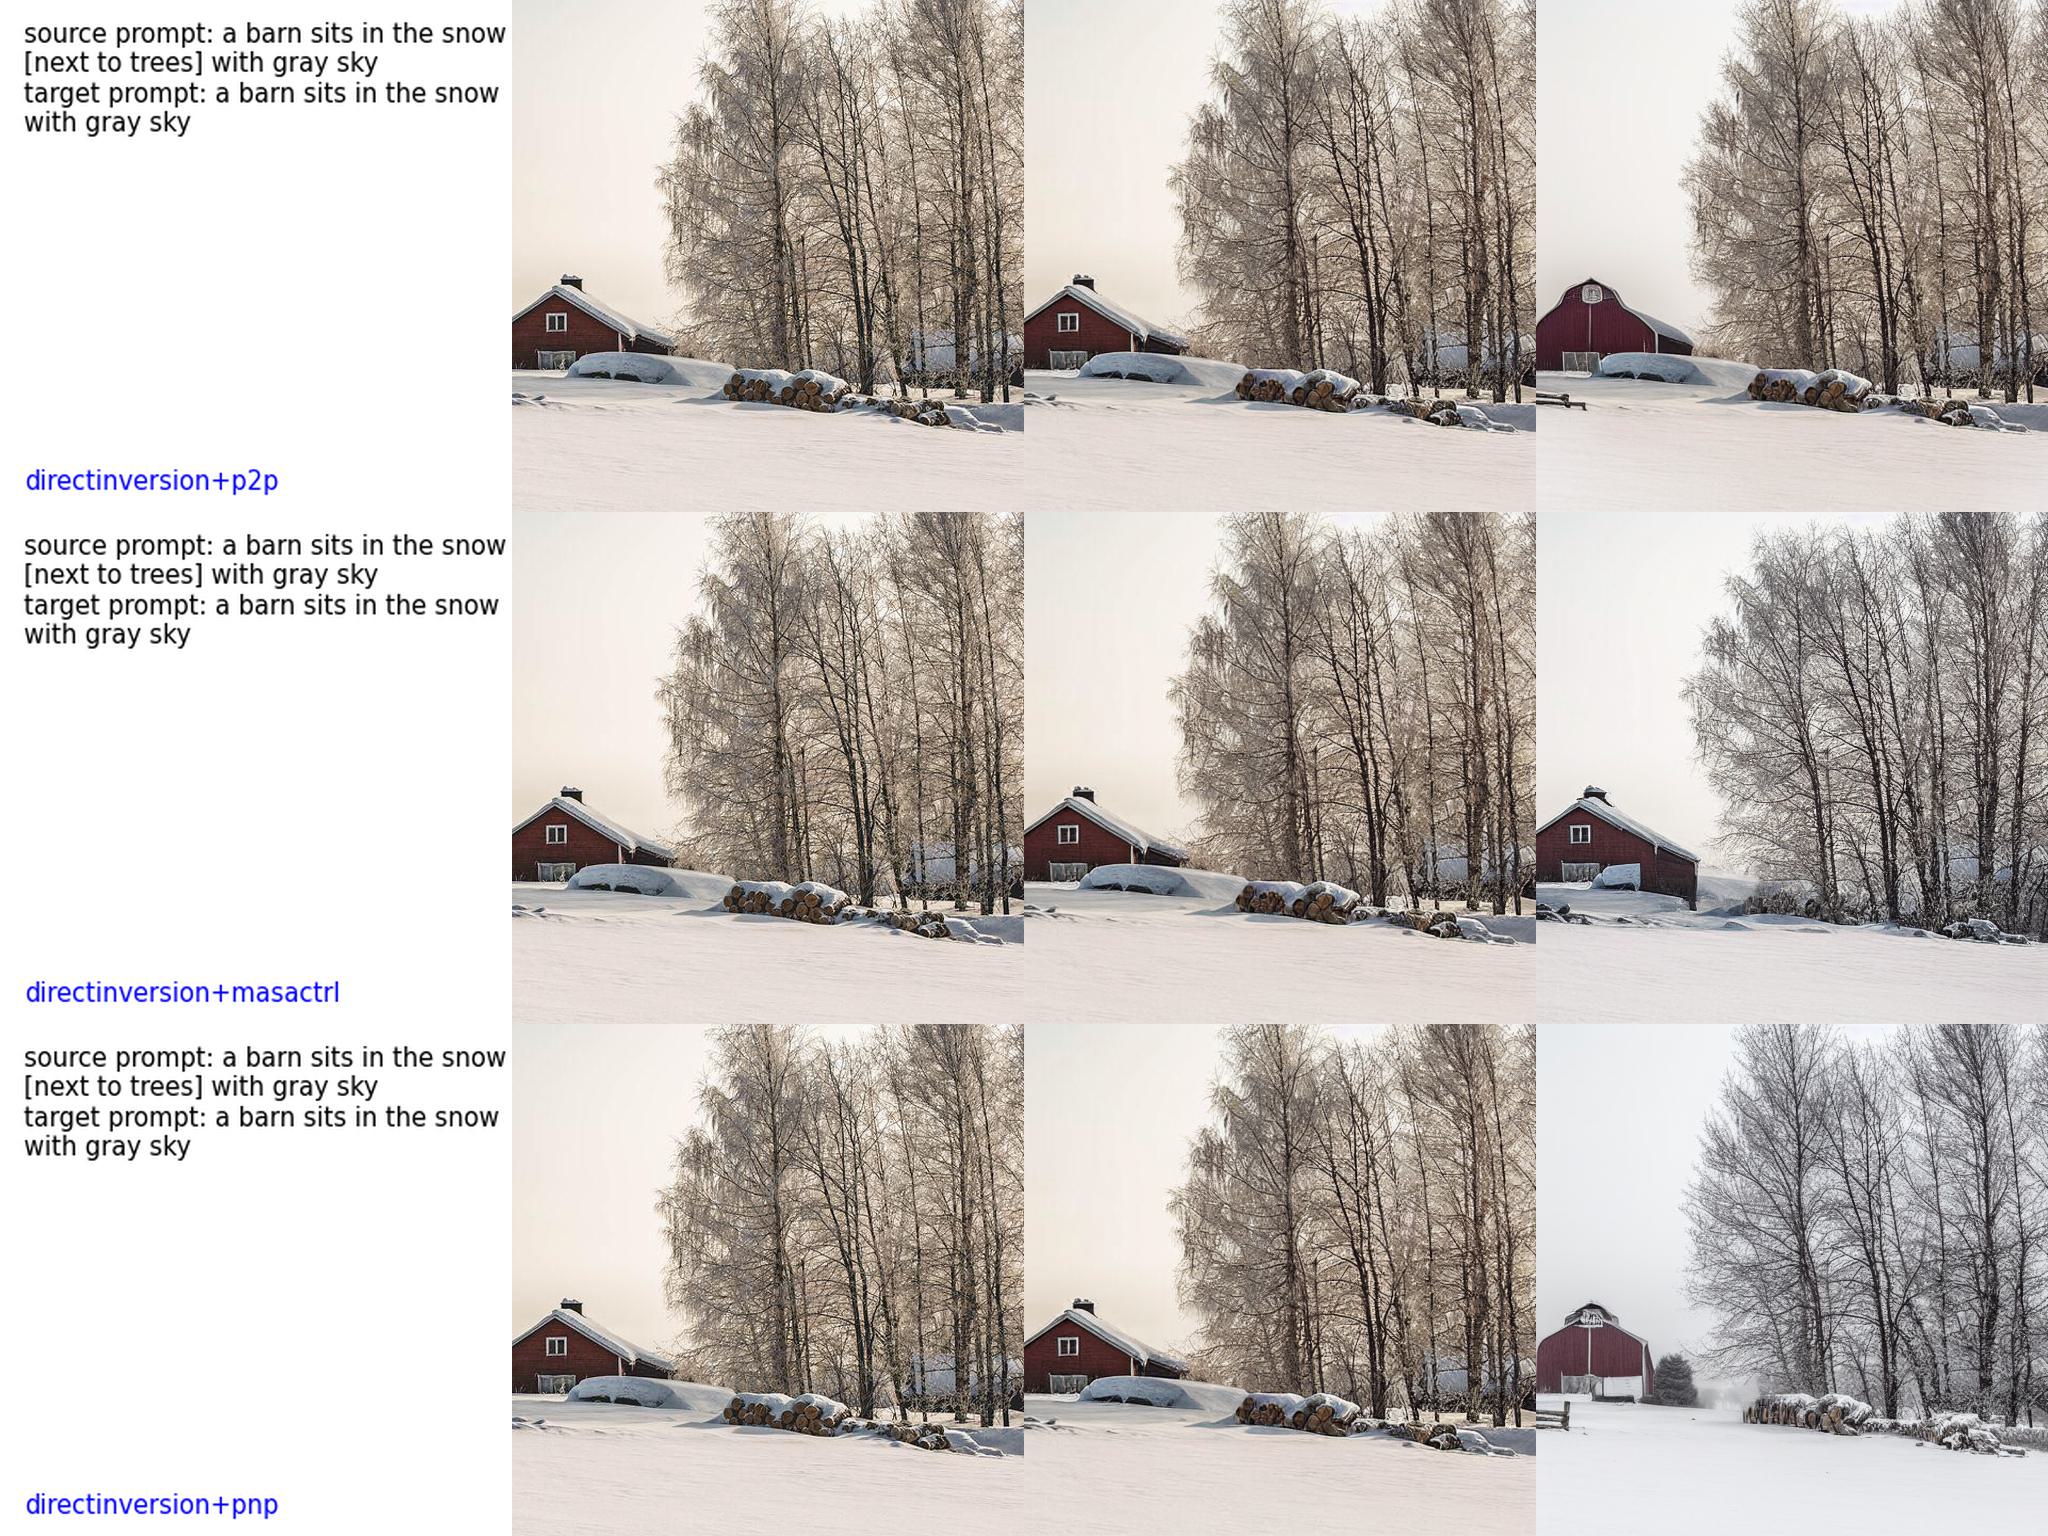 source prompt: a barn sits in the snow
[next to trees] with gray sky
target prompt: a barn sits in the snow
with gray sky
directinversion+p2p
source prompt: a barn sits in the snow
[next to trees] with gray sky
target prompt: a barn sits in the snow
with gray sky
directinversion+masactrl
source prompt: a barn sits in the snow
[next to trees] with gray sky
target prompt: a barn sits in the snow
with gray sky
directinversion+pnp